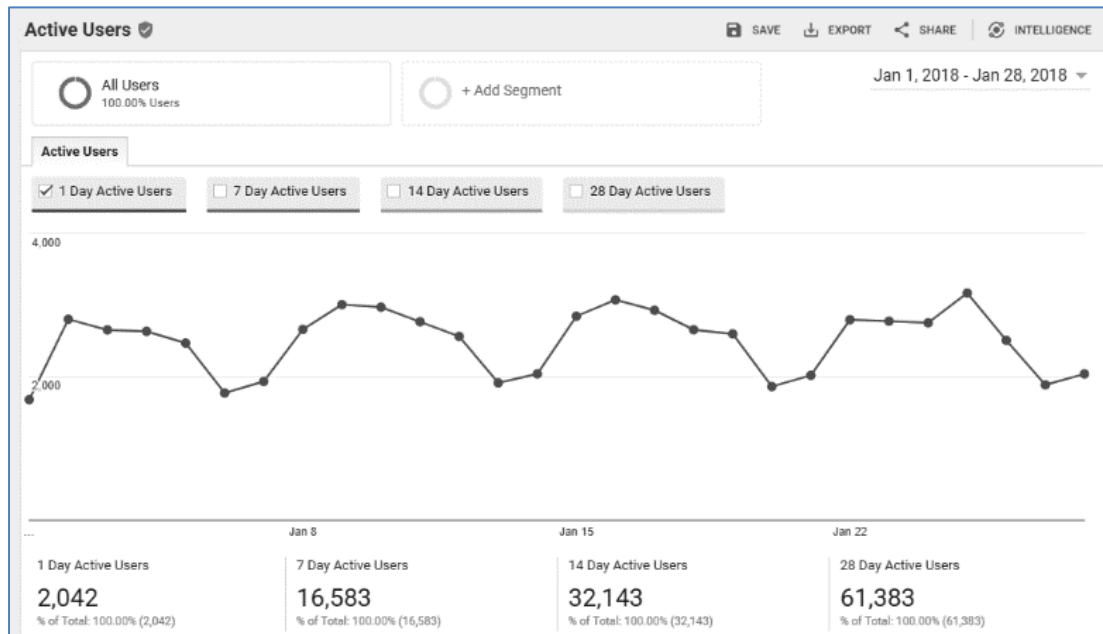 Active Users
SAVE EXPORT SHARE INTELLIGENCE
All Users
100.00% Users
+ Add Segment
Jan 1, 2018 - Jan 28, 2018
Active Users
1 Day Active Users 7 Day Active Users 14 Day Active Users 28 Day Active Users
4,000
2,000
... Jan 8 Jan 15 Jan 22
1 Day Active Users 7 Day Active Users 14 Day Active Users 28 Day Active Users
2,042 16,583 32,143 61,383
% of Total: 100.00% (2,042) % of Total: 100.00% (16,583) % of Total: 100.00% (32,143) % of Total: 100.00% (61,383)